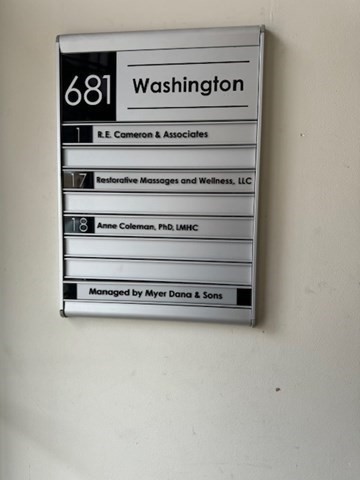 681 Washington
1 R.E. Cameron & Associates
17 Restorative Massages and Wellness, LLC
18 Anne Coleman, PhD, LMHC
Managed by Myer Dana & Sons